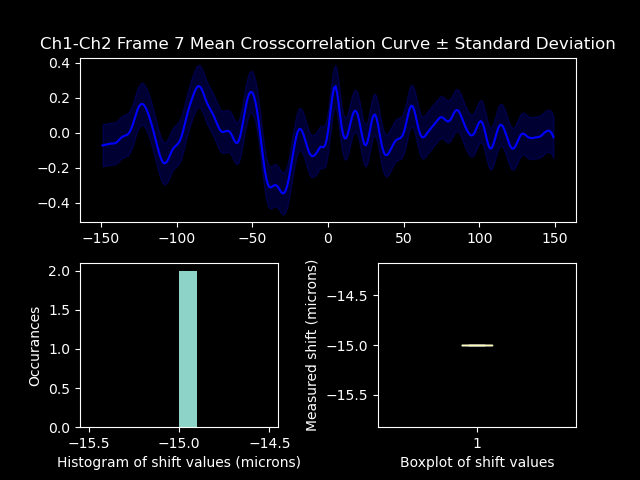 Ch1-Ch2 Frame 7 Mean Crosscorrelation Curve ± Standard Deviation
0.4
0.2
0.0
−0.2
−0.4
−150 −100 −50 0 50 100 150
Occurances
2.0
1.5
1.0
0.5
0.0
−15.5 −15.0 −14.5
Histogram of shift values (microns)
Measured shift (microns)
−14.5
−15.0
−15.5
1
Boxplot of shift values